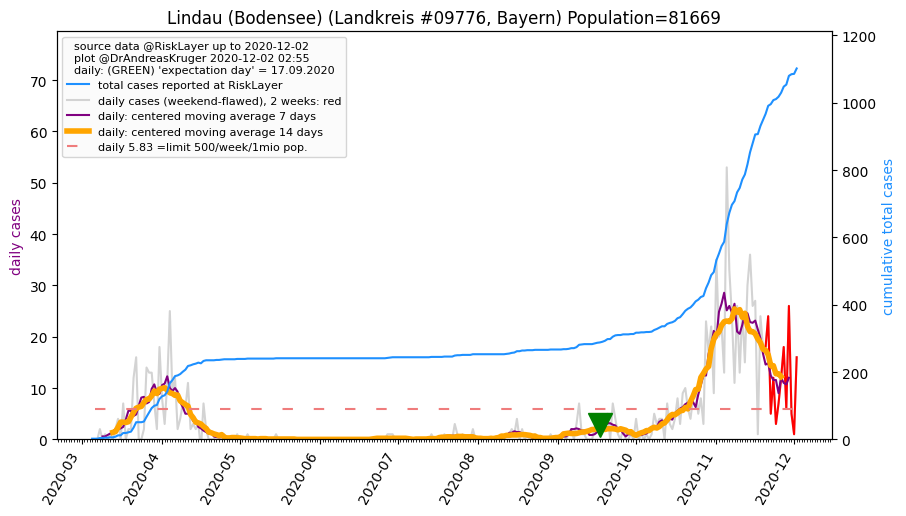 Lindau (Bodensee) (Landkreis #09776, Bayern) Population=81669
source data @RiskLayer up to 2020-12-02
plot @DrAndreasKruger 2020-12-02 02:55
daily: (GREEN) 'expectation day' = 17.09.2020
total cases reported at RiskLayer
daily cases (weekend-flawed), 2 weeks: red
daily: centered moving average 7 days
daily: centered moving average 14 days
daily 5.83 =limit 500/week/1mio pop.
daily cases
70
60
50
40
30
20
10
0
cumulative total cases
1200
1000
800
600
400
200
0
2020-03
2020-04
2020-05
2020-06
2020-07
2020-08
2020-09
2020-10
2020-11
2020-12